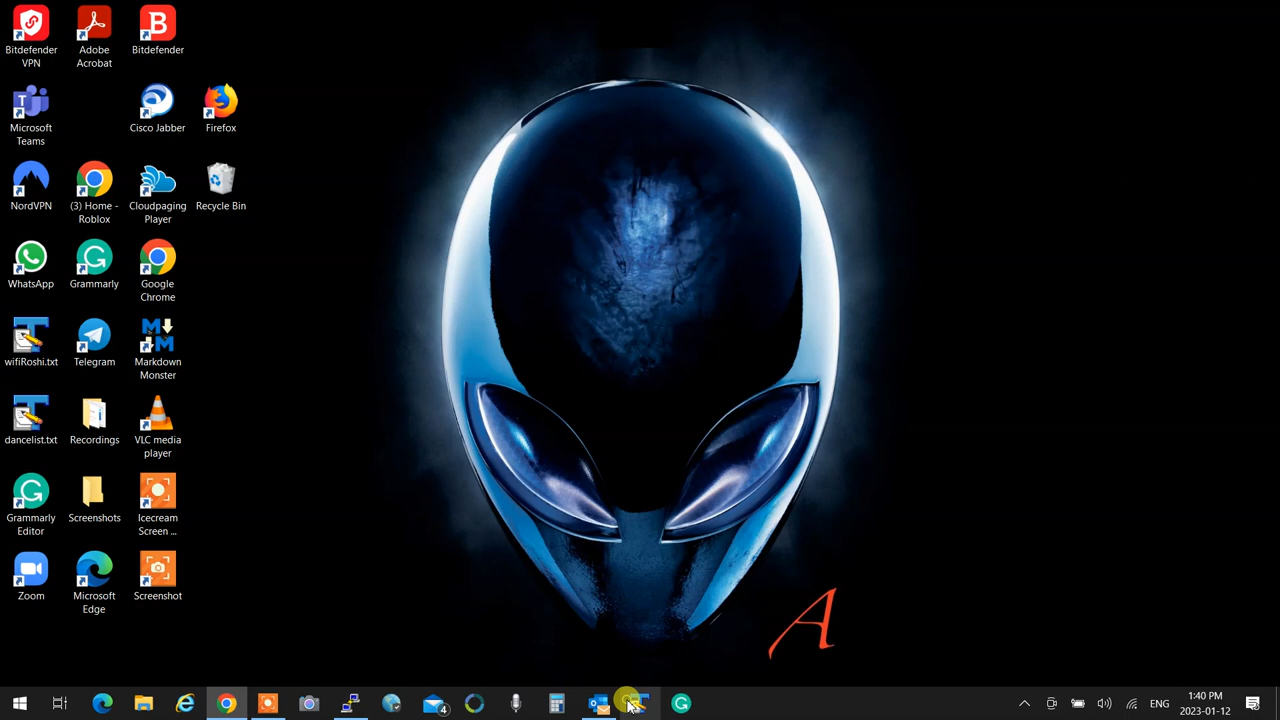 Bitdefender VPN
Adobe Acrobat
Bitdefender
Microsoft Teams
Cisco Jabber
Firefox
NordVPN
(3) Home - Roblox
Cloudpaging Player
Recycle Bin
WhatsApp
Grammarly
Google Chrome
wifiRoshi.txt
Telegram
Markdown Monster
dancelist.txt
Recordings
VLC media player
Grammarly Editor
Screenshots
Icecream Screen ...
Zoom
Microsoft Edge
Screenshot
A
4
ENG
1:40 PM
2023-01-12